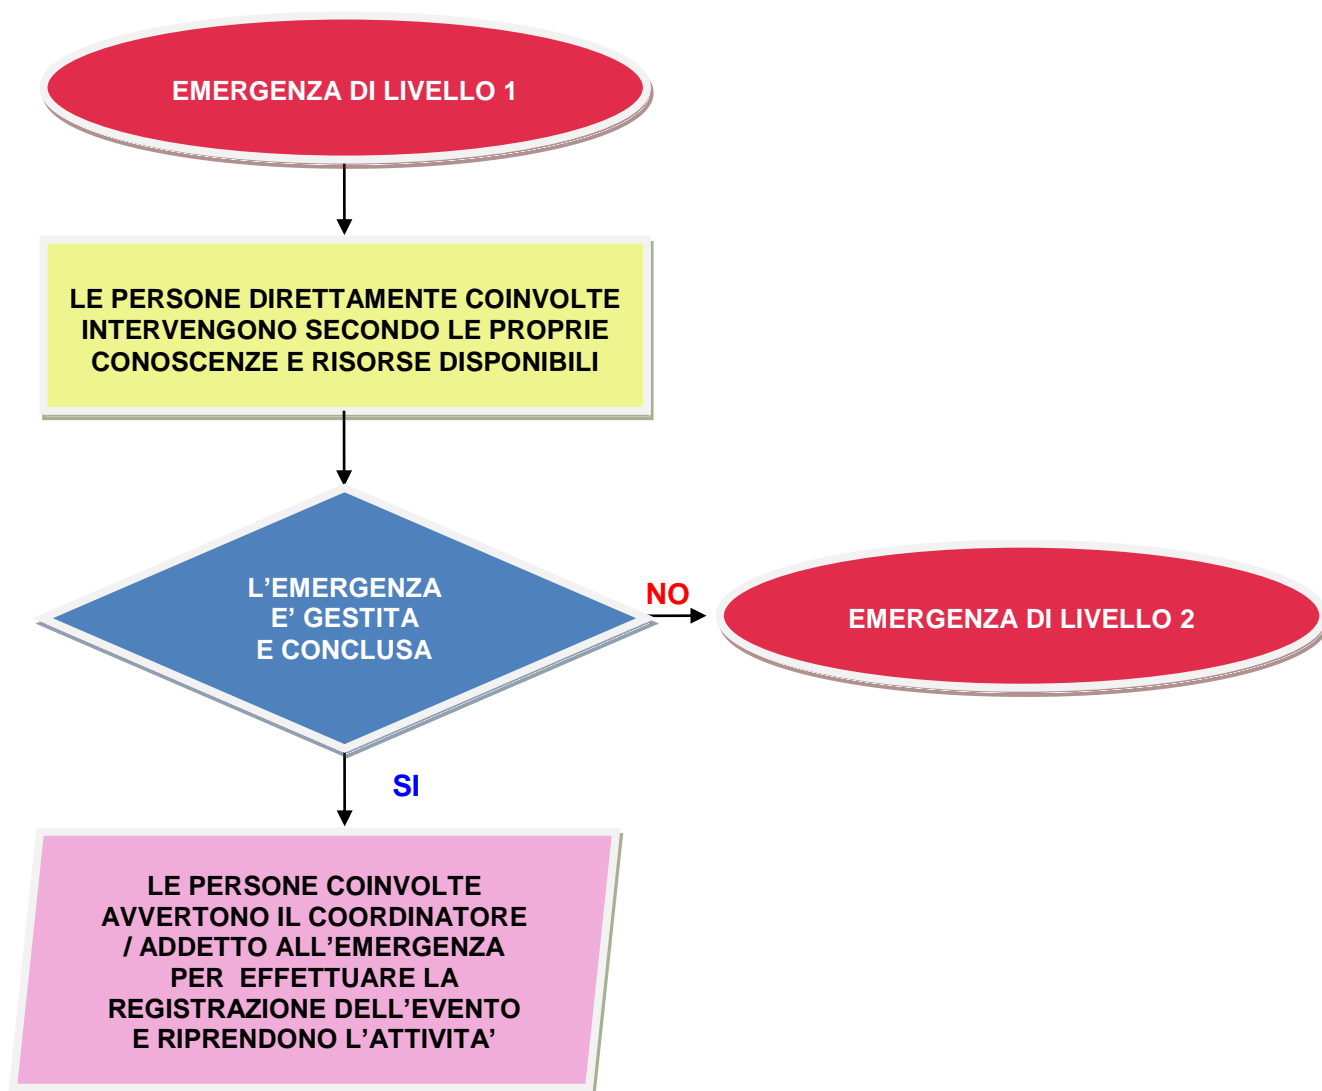 EMERGENZA DI LIVELLO 1
LE PERSONE DIRETTAMENTE COINVOLTE
INTERVENGONO SECONDO LE PROPRIE
CONOSCENZE E RISORSE DISPONIBILI
L’EMERGENZA
E’ GESTITA
E CONCLUSA
NO
EMERGENZA DI LIVELLO 2
SI
LE PERSONE COINVOLTE
AVVERTONO IL COORDINATORE
/ ADDETTO ALL’EMERGENZA
PER  EFFETTUARE LA
REGISTRAZIONE DELL’EVENTO
E RIPRENDONO L’ATTIVITA’